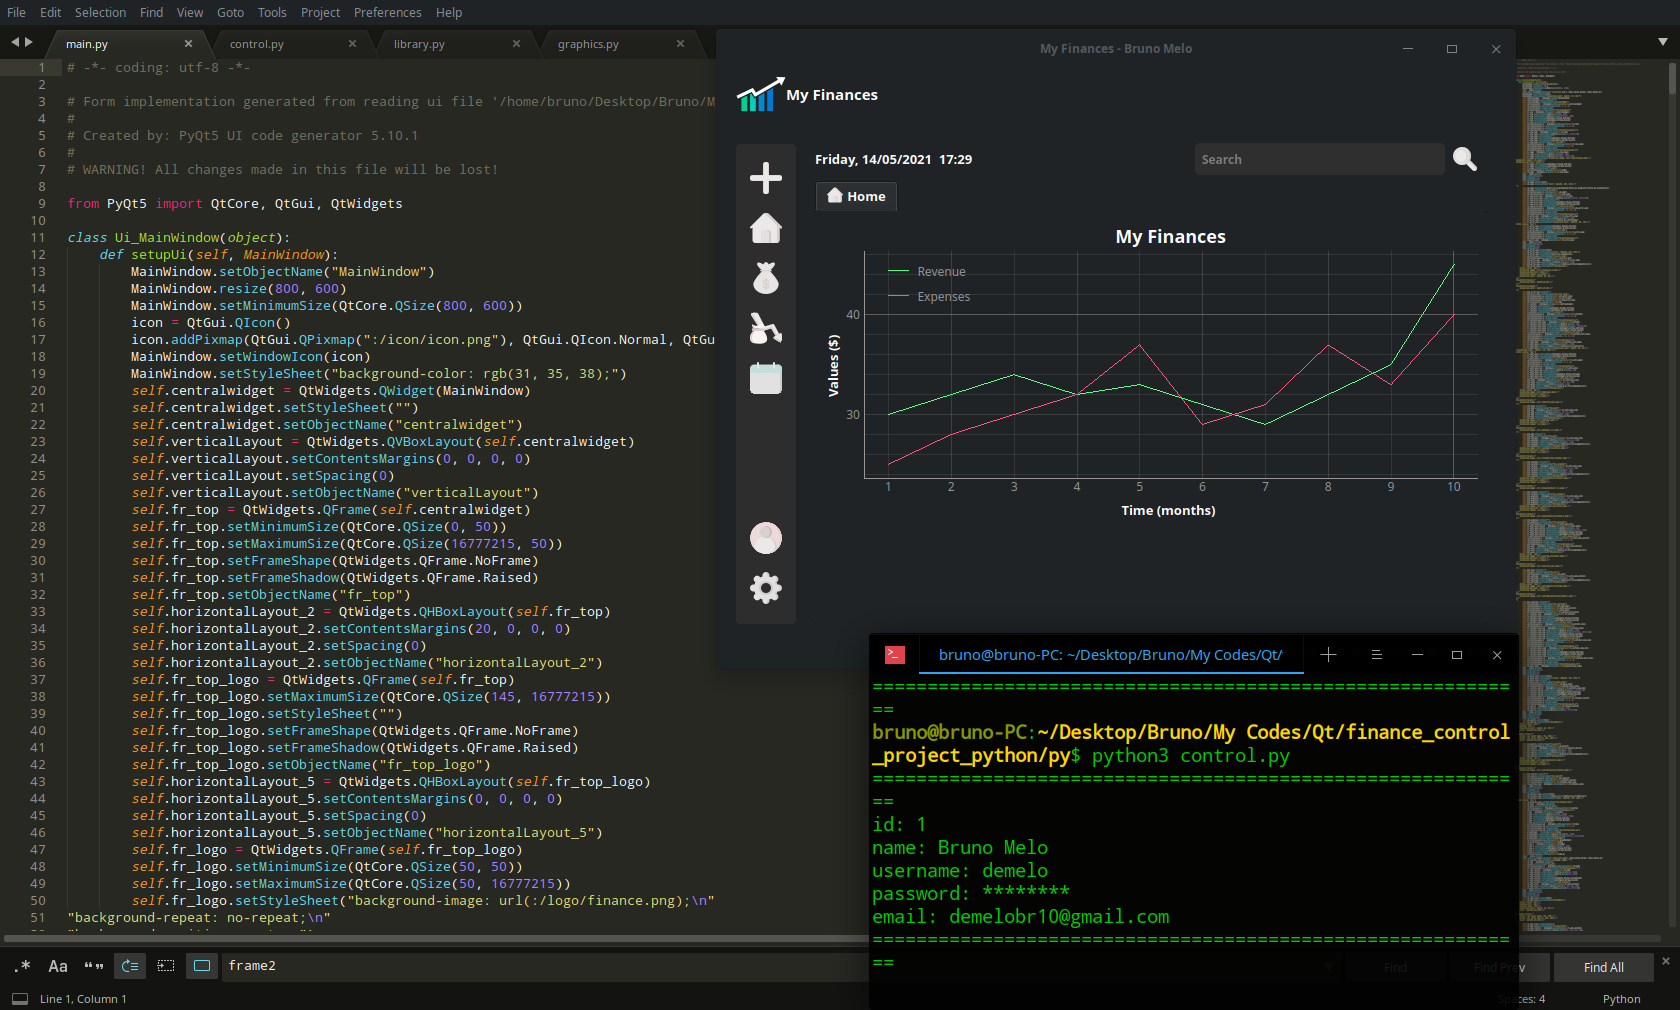 File Edit Selection Find View Goto Tools Project Preferences Help
main.py control.py library.py graphics.py
1 # -*- coding: utf-8 -*-
2
3 # Form implementation generated from reading ui file '/home/bruno/Desktop/Bruno/M
4 #
5 # Created by: PyQt5 UI code generator 5.10.1
6 #
7 # WARNING! All changes made in this file will be lost!
8
9 from PyQt5 import QtCore, QtGui, QtWidgets
10
11 class Ui_MainWindow(object):
12 def setupUi(self, MainWindow):
13 MainWindow.setObjectName("MainWindow")
14 MainWindow.resize(800, 600)
15 MainWindow.setMinimumSize(QtCore.QSize(800, 600))
16 icon = QtGui.QIcon()
17 icon.addPixmap(QtGui.QPixmap(":/icon/icon.png"), QtGui.QIcon.Normal, QtGu
18 MainWindow.setWindowIcon(icon)
19 MainWindow.setStyleSheet("background-color: rgb(31, 35, 38);")
20 self.centralwidget = QtWidgets.QWidget(MainWindow)
21 self.centralwidget.setStyleSheet("")
22 self.centralwidget.setObjectName("centralwidget")
23 self.verticalLayout = QtWidgets.QVBoxLayout(self.centralwidget)
24 self.verticalLayout.setContentsMargins(0, 0, 0, 0)
25 self.verticalLayout.setSpacing(0)
26 self.verticalLayout.setObjectName("verticalLayout")
27 self.fr_top = QtWidgets.QFrame(self.centralwidget)
28 self.fr_top.setMinimumSize(QtCore.QSize(0, 50))
29 self.fr_top.setMaximumSize(QtCore.QSize(16777215, 50))
30 self.fr_top.setFrameShape(QtWidgets.QFrame.NoFrame)
31 self.fr_top.setFrameShadow(QtWidgets.QFrame.Raised)
32 self.fr_top.setObjectName("fr_top")
33 self.horizontalLayout_2 = QtWidgets.QHBoxLayout(self.fr_top)
34 self.horizontalLayout_2.setContentsMargins(20, 0, 0, 0)
35 self.horizontalLayout_2.setSpacing(0)
36 self.horizontalLayout_2.setObjectName("horizontalLayout_2")
37 self.fr_top_logo = QtWidgets.QFrame(self.fr_top)
38 self.fr_top_logo.setMaximumSize(QtCore.QSize(145, 16777215))
39 self.fr_top_logo.setStyleSheet("")
40 self.fr_top_logo.setFrameShape(QtWidgets.QFrame.NoFrame)
41 self.fr_top_logo.setFrameShadow(QtWidgets.QFrame.Raised)
42 self.fr_top_logo.setObjectName("fr_top_logo")
43 self.horizontalLayout_5 = QtWidgets.QHBoxLayout(self.fr_top_logo)
44 self.horizontalLayout_5.setContentsMargins(0, 0, 0, 0)
45 self.horizontalLayout_5.setSpacing(0)
46 self.horizontalLayout_5.setObjectName("horizontalLayout_5")
47 self.fr_logo = QtWidgets.QFrame(self.fr_top_logo)
48 self.fr_logo.setMinimumSize(QtCore.QSize(50, 50))
49 self.fr_logo.setMaximumSize(QtCore.QSize(50, 16777215))
50 self.fr_logo.setStyleSheet("background-image: url(:/logo/finance.png);\n"
51 "background-repeat: no-repeat;\n"
My Finances - Bruno Melo
My Finances
Friday, 14/05/2021 17:29
Search
Home
My Finances
Revenue
Expenses
Values ($)
40
30
1 2 3 4 5 6 7 8 9 10
Time (months)
bruno@bruno-PC: ~/Desktop/Bruno/My Codes/Qt/
==========================================================
==
bruno@bruno-PC:~/Desktop/Bruno/My Codes/Qt/finance_control
_project_python/py$ python3 control.py
==========================================================
==
id: 1
name: Bruno Melo
username: demelo
password: ********
email: demelobr10@gmail.com
==========================================================
==
.* Aa “” frame2 Find Find Prev Find All
Line 1, Column 1 Spaces: 4 Python